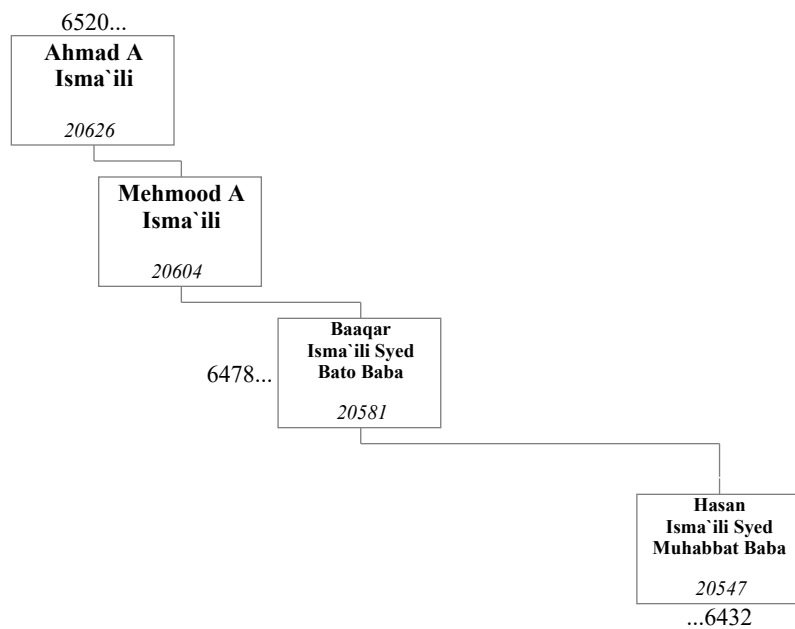 6520...
Ahmad A
Isma`ili
20626
Mehmood A
Isma`ili
20604
Baaqar
Isma`ili Syed
Bato Baba
6478...
20581
Hasan
Isma`ili Syed
Muhabbat Baba
20547
...6432